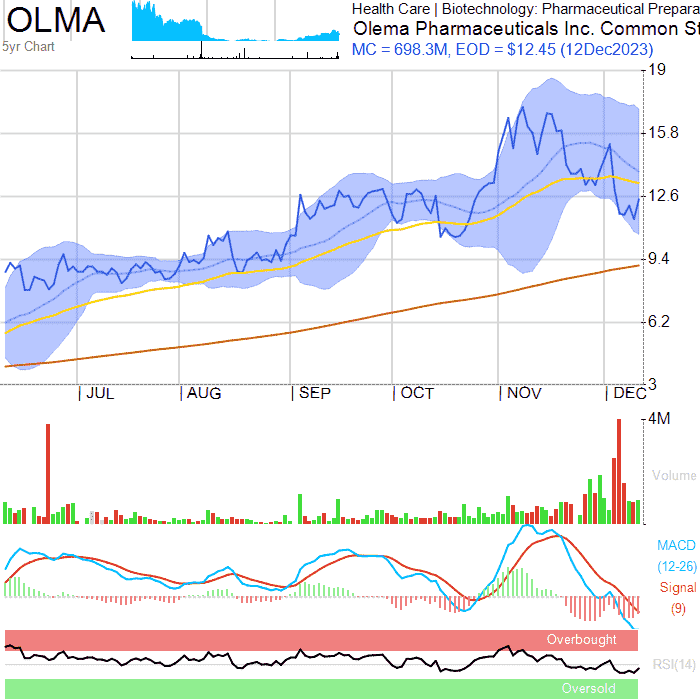 OLMA
5yr Chart
Health Care | Biotechnology: Pharmaceutical Prepara
Olema Pharmaceuticals Inc. Common St
MC = 698.3M, EOD = $12.45 (12Dec2023)
19
15.8
12.6
9.4
6.2
3
JUL AUG SEP OCT NOV DEC
4M
Volume
MACD
(12-26)
Signal
(9)
Overbought
RSI(14)
Oversold